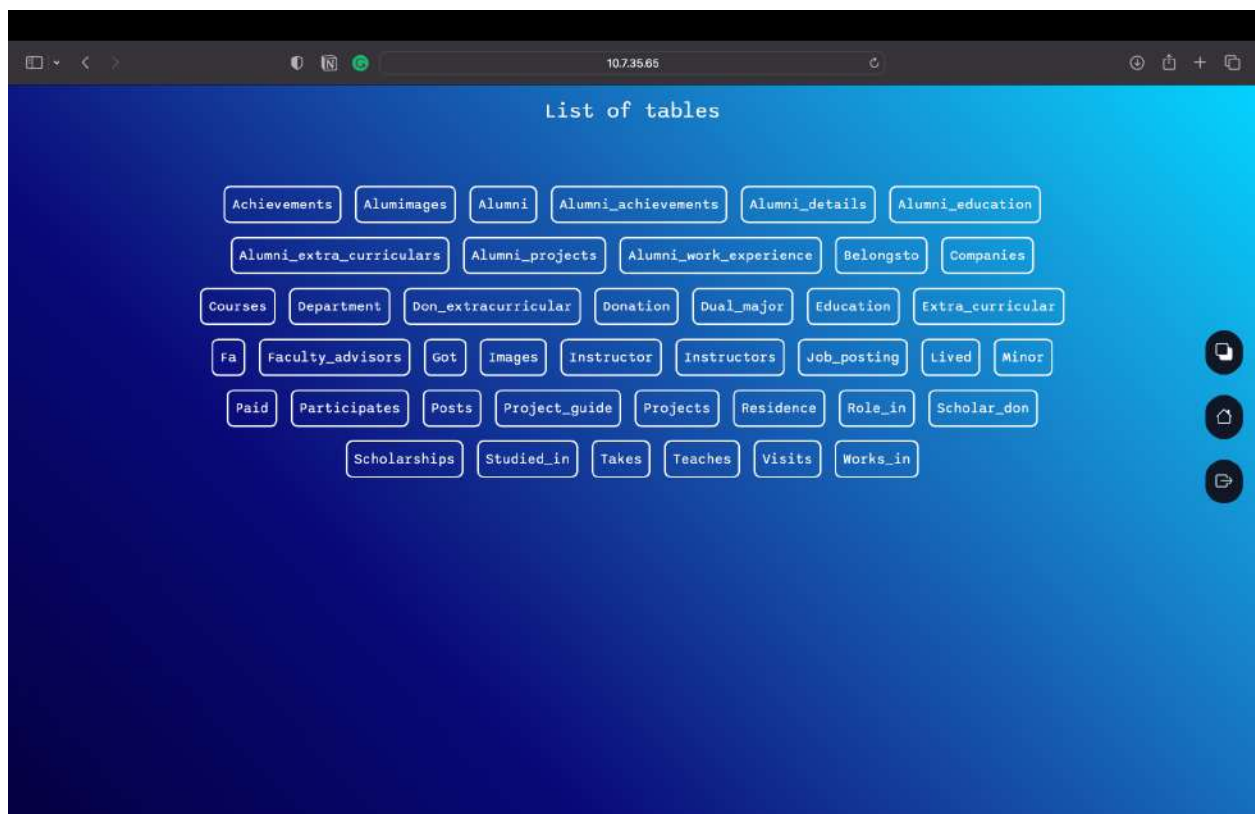 10.7.35.65
List of tables
Achievements Alumimages Alumni Alumni_achievements Alumni_details Alumni_education
Alumni_extra_curriculars Alumni_projects Alumni_work_experience Belongsto Companies
Courses Department Don_extracurricular Donation Dual_major Education Extra_curricular
Fa Faculty_advisors Got Images Instructor Instructors Job_posting Lived Minor
Paid Participates Posts Project_guide Projects Residence Role_in Scholar_don
Scholarships Studied_in Takes Teaches Visits Works_in